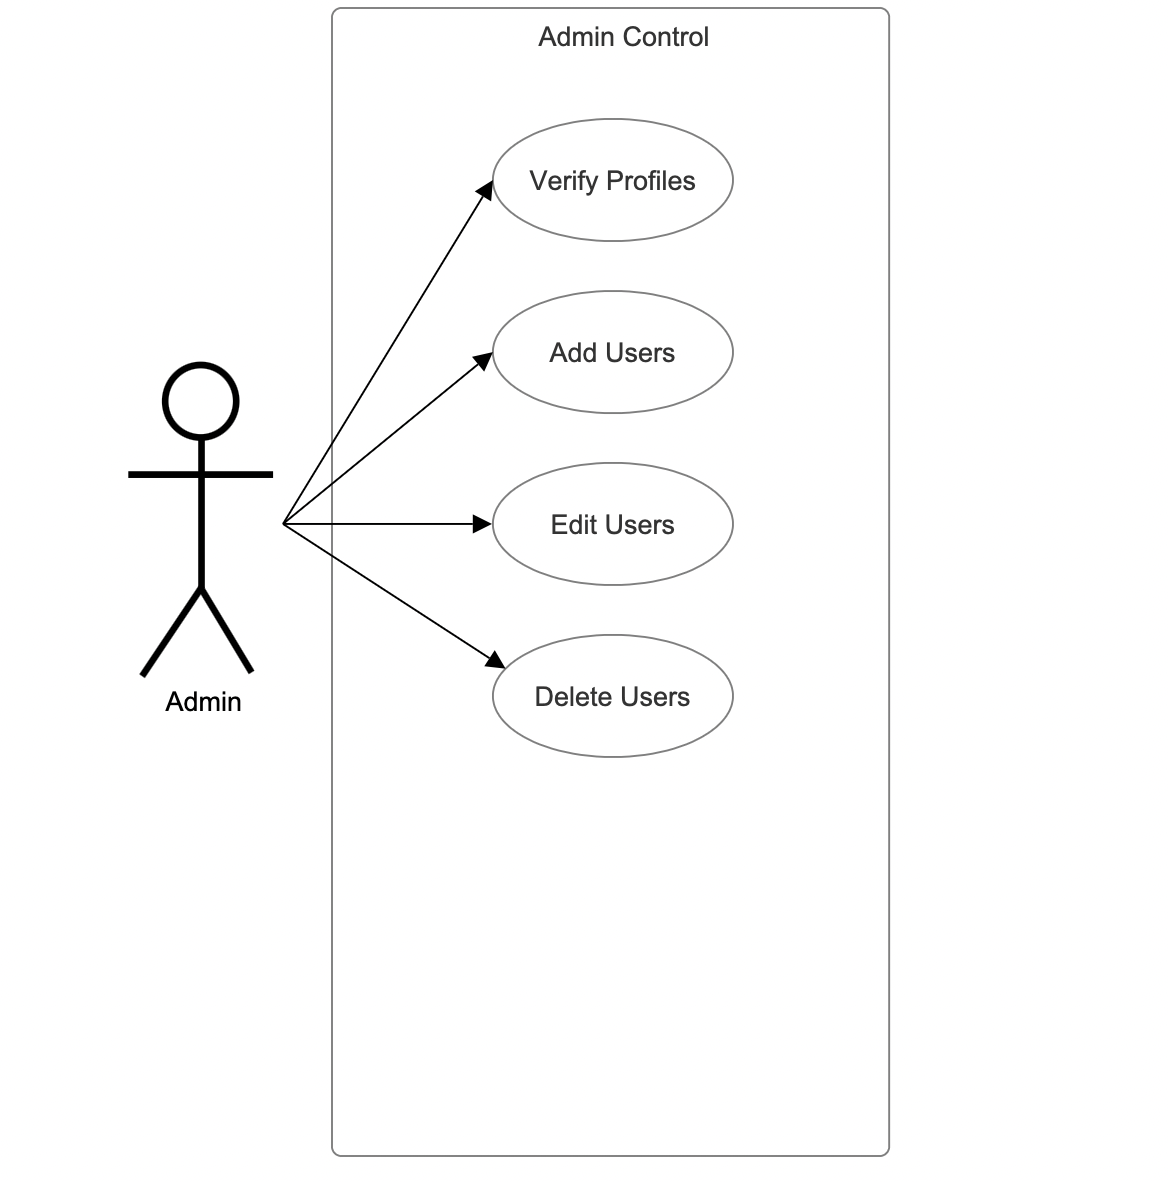 Admin Control
Verify Profiles
Add Users
Edit Users
Delete Users
Admin